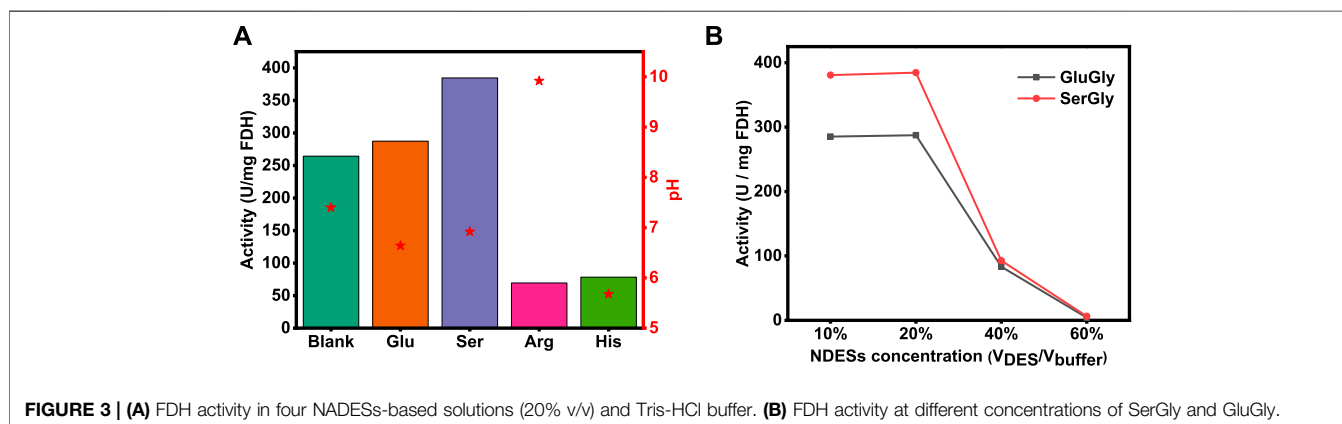 A
Activity (U/mg FDH)
400
350
300
250
200
150
100
50
0
Blank Glu Ser Arg His
10
9
8
7
6
5
pH
B
Activity (U / mg FDH)
400
300
200
100
0
GluGly
SerGly
10% 20% 40% 60%
NDESs concentration (VDES/Vbuffer)
FIGURE 3 | (A) FDH activity in four NADESs-based solutions (20% v/v) and Tris-HCl buffer. (B) FDH activity at different concentrations of SerGly and GluGly.